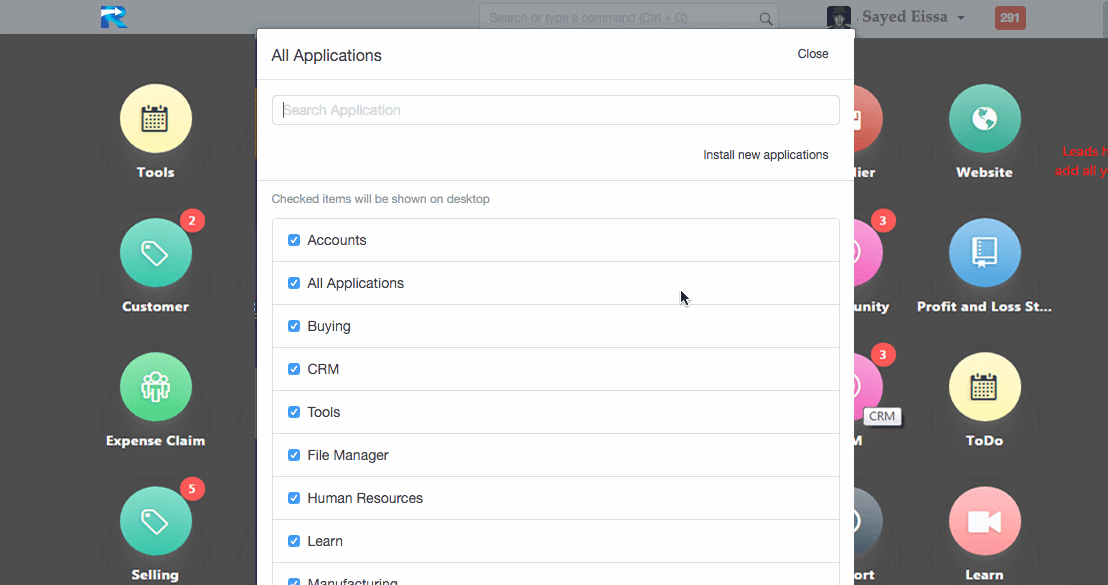 Search or type a command (Ctrl + G)
Sayed Eissa
291
All Applications
Close
Search Application
Install new applications
Checked items will be shown on desktop
Accounts
All Applications
Buying
CRM
Tools
File Manager
Human Resources
Learn
Manufacturing
Tools
2
Customer
Expense Claim
5
Selling
lier
Website
Leads H
add all y
3
unity
Profit and Loss St...
3
CRM
M
ToDo
ort
Learn